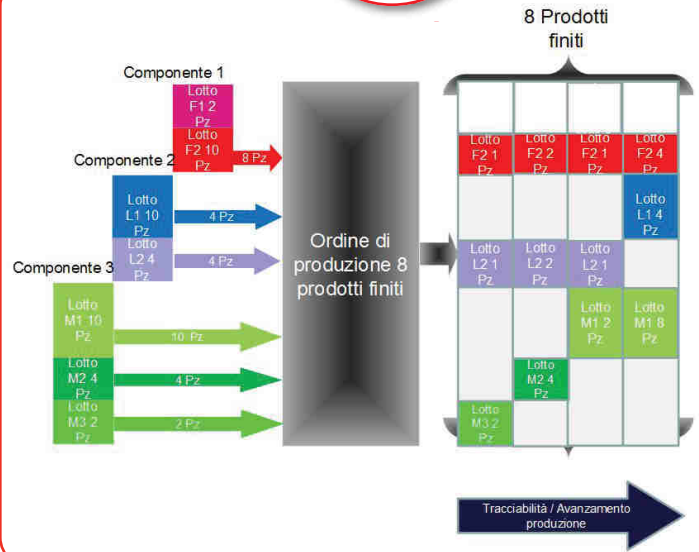 8 Prodotti
finiti
Componente 1
Lotto
F1 2
Pz
Lotto
F2 10
Pz
8 Pz
Componente 2
Lotto
L1 10
Pz
4 Pz
Lotto
L2 4
Pz
4 Pz
Componente 3
Lotto
M1 10
Pz
10 Pz
Lotto
M2 4
Pz
4 Pz
Lotto
M3 2
Pz
2 Pz
Ordine di
produzione 8
prodotti finiti
Lotto
F2 1
Pz
Lotto
F2 2
Pz
Lotto
F2 1
Pz
Lotto
F2 4
Pz
Lotto
L1 4
Pz
Lotto
L2 1
Pz
Lotto
L2 2
Pz
Lotto
L2 1
Pz
Lotto
M1 2
Pz
Lotto
M1 8
Pz
Lotto
M2 4
Pz
Lotto
M3 2
Pz
Tracciabilità / Avanzamento
produzione